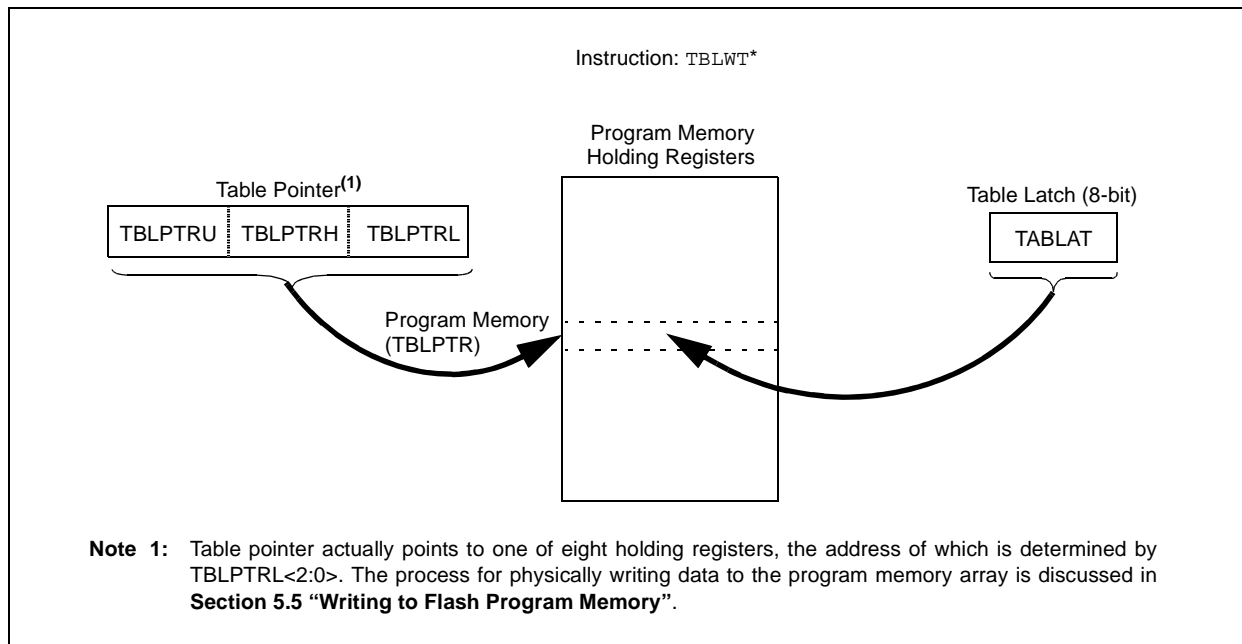 Instruction: TBLWT*
Program Memory
Holding Registers
Table Pointer(1)
Table Latch (8-bit)
TBLPTRU TBLPTRH TBLPTRL
TABLAT
Program Memory
(TBLPTR)
Note 1: Table pointer actually points to one of eight holding registers, the address of which is determined by
TBLPTRL<2:0>. The process for physically writing data to the program memory array is discussed in
Section 5.5 “Writing to Flash Program Memory”.